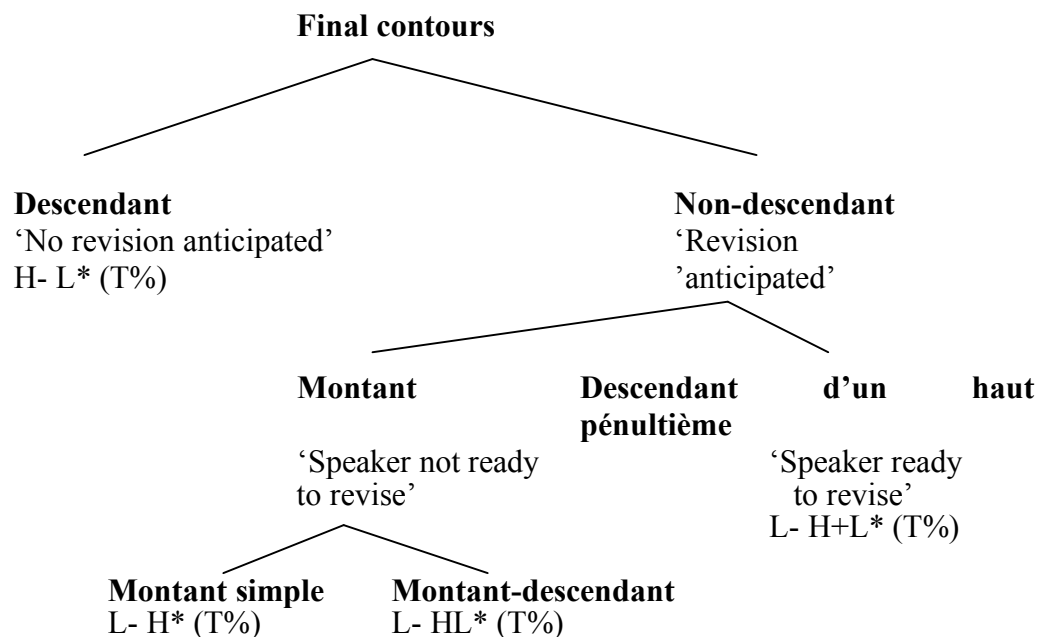 Final contours
Descendant
‘No revision anticipated’
H- L* (T%)
Non-descendant
‘Revision
’anticipated’
Montant
‘Speaker not ready
to revise’
Descendant d’un haut
pénultième
‘Speaker ready
to revise’
L- H+L* (T%)
Montant simple
L- H* (T%)
Montant-descendant
L- HL* (T%)